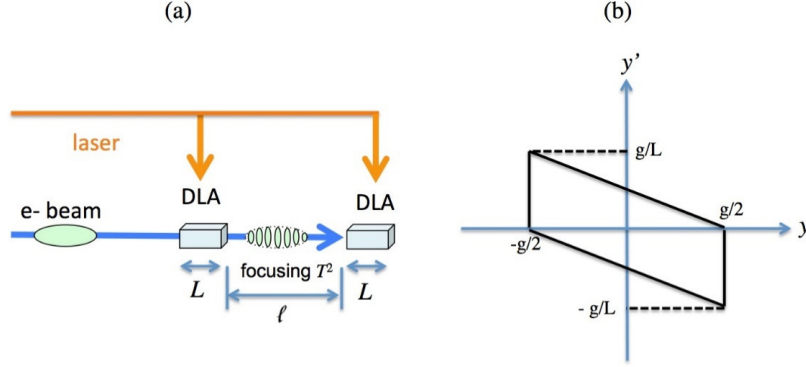 (a)
laser
DLA
DLA
e- beam
focusing T²
L
ℓ
L
(b)
y'
g/L
g/2
-g/2
y
- g/L